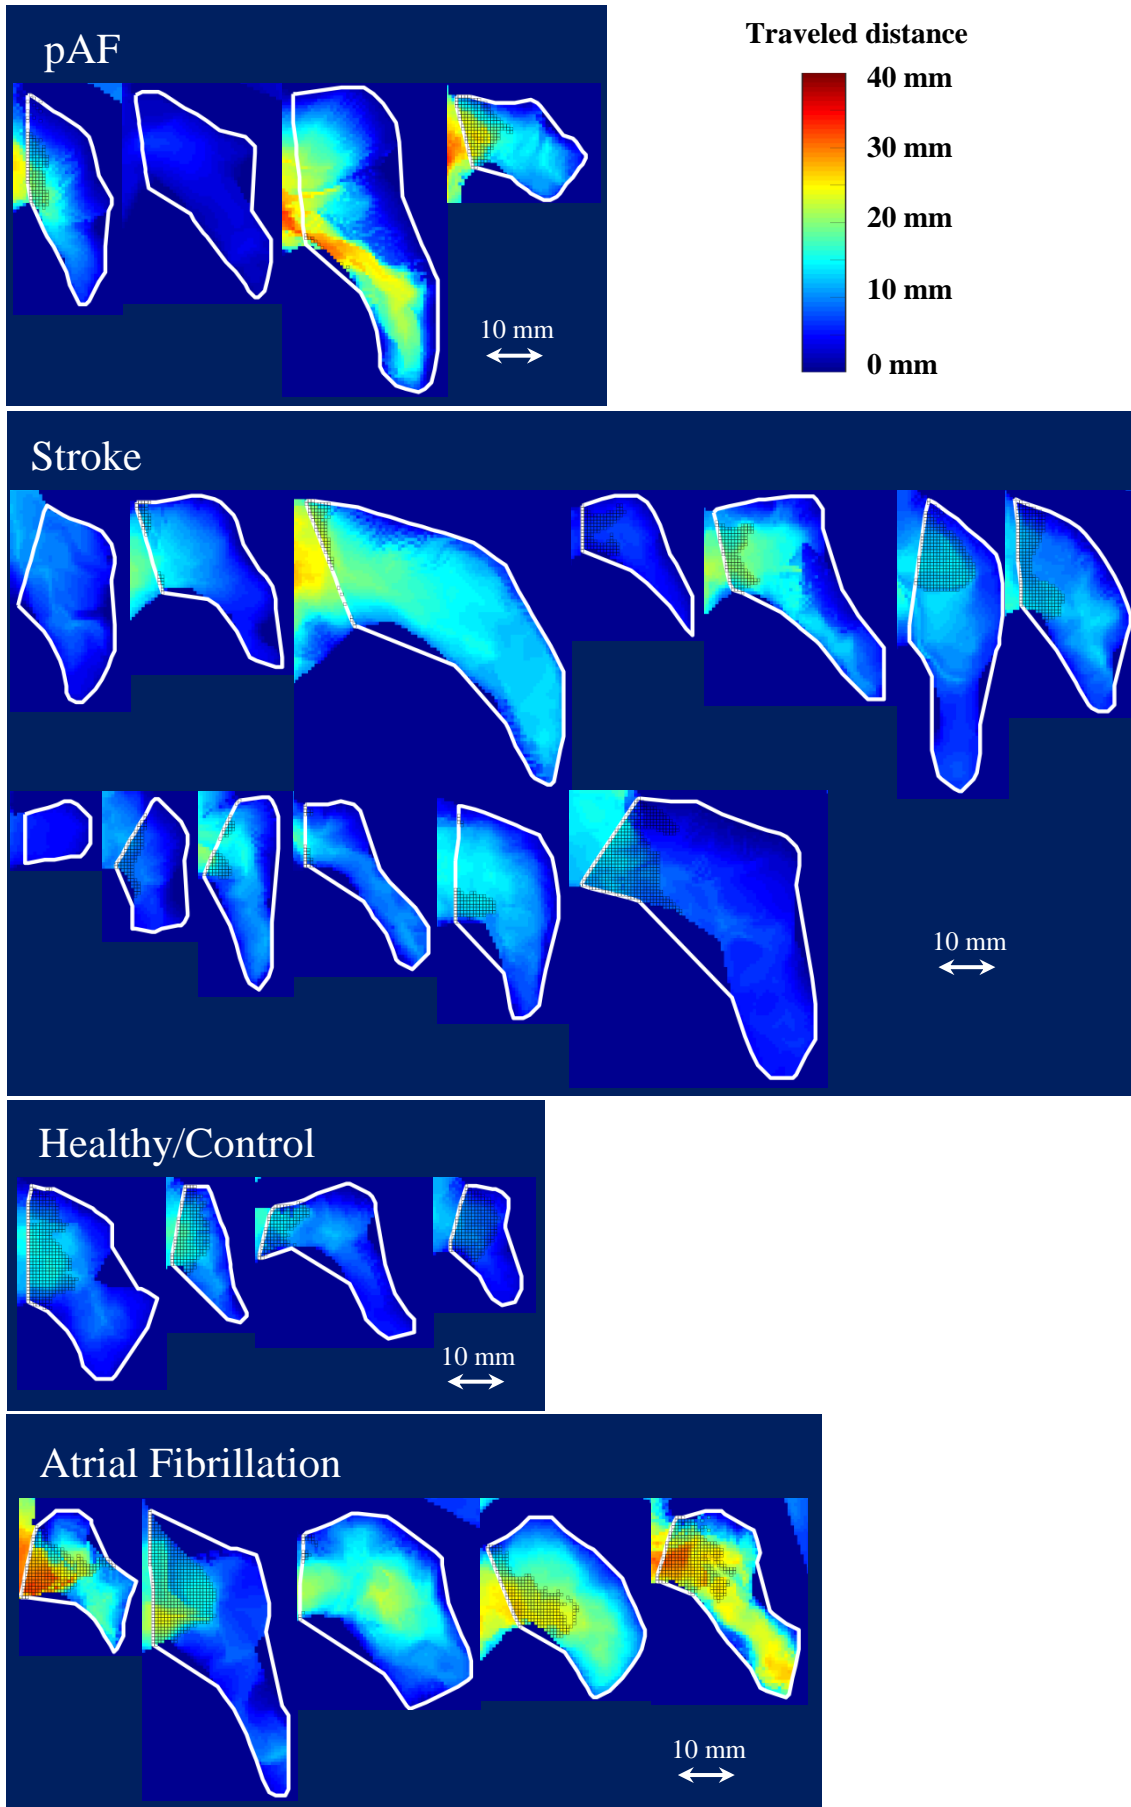 pAF
Traveled distance
40 mm
30 mm
20 mm
10 mm
0 mm
10 mm
Stroke
10 mm
Healthy/Control
10 mm
Atrial Fibrillation
10 mm